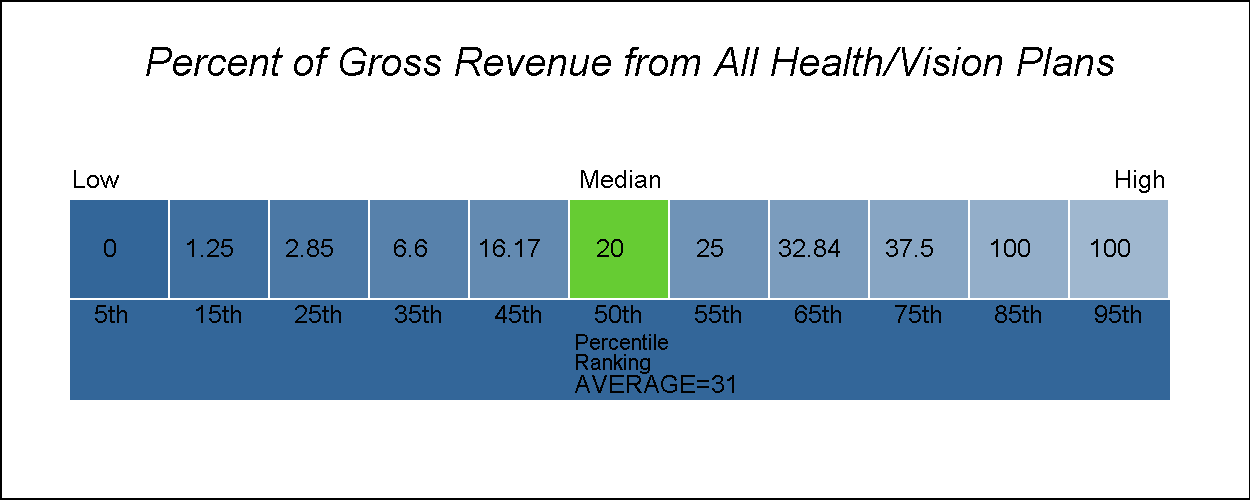 Percent of Gross Revenue from All Health/Vision Plans
Low Median High
0 1.25 2.85 6.6 16.17 20 25 32.84 37.5 100 100
5th 15th 25th 35th 45th 50th 55th 65th 75th 85th 95th
Percentile
Ranking
AVERAGE=31